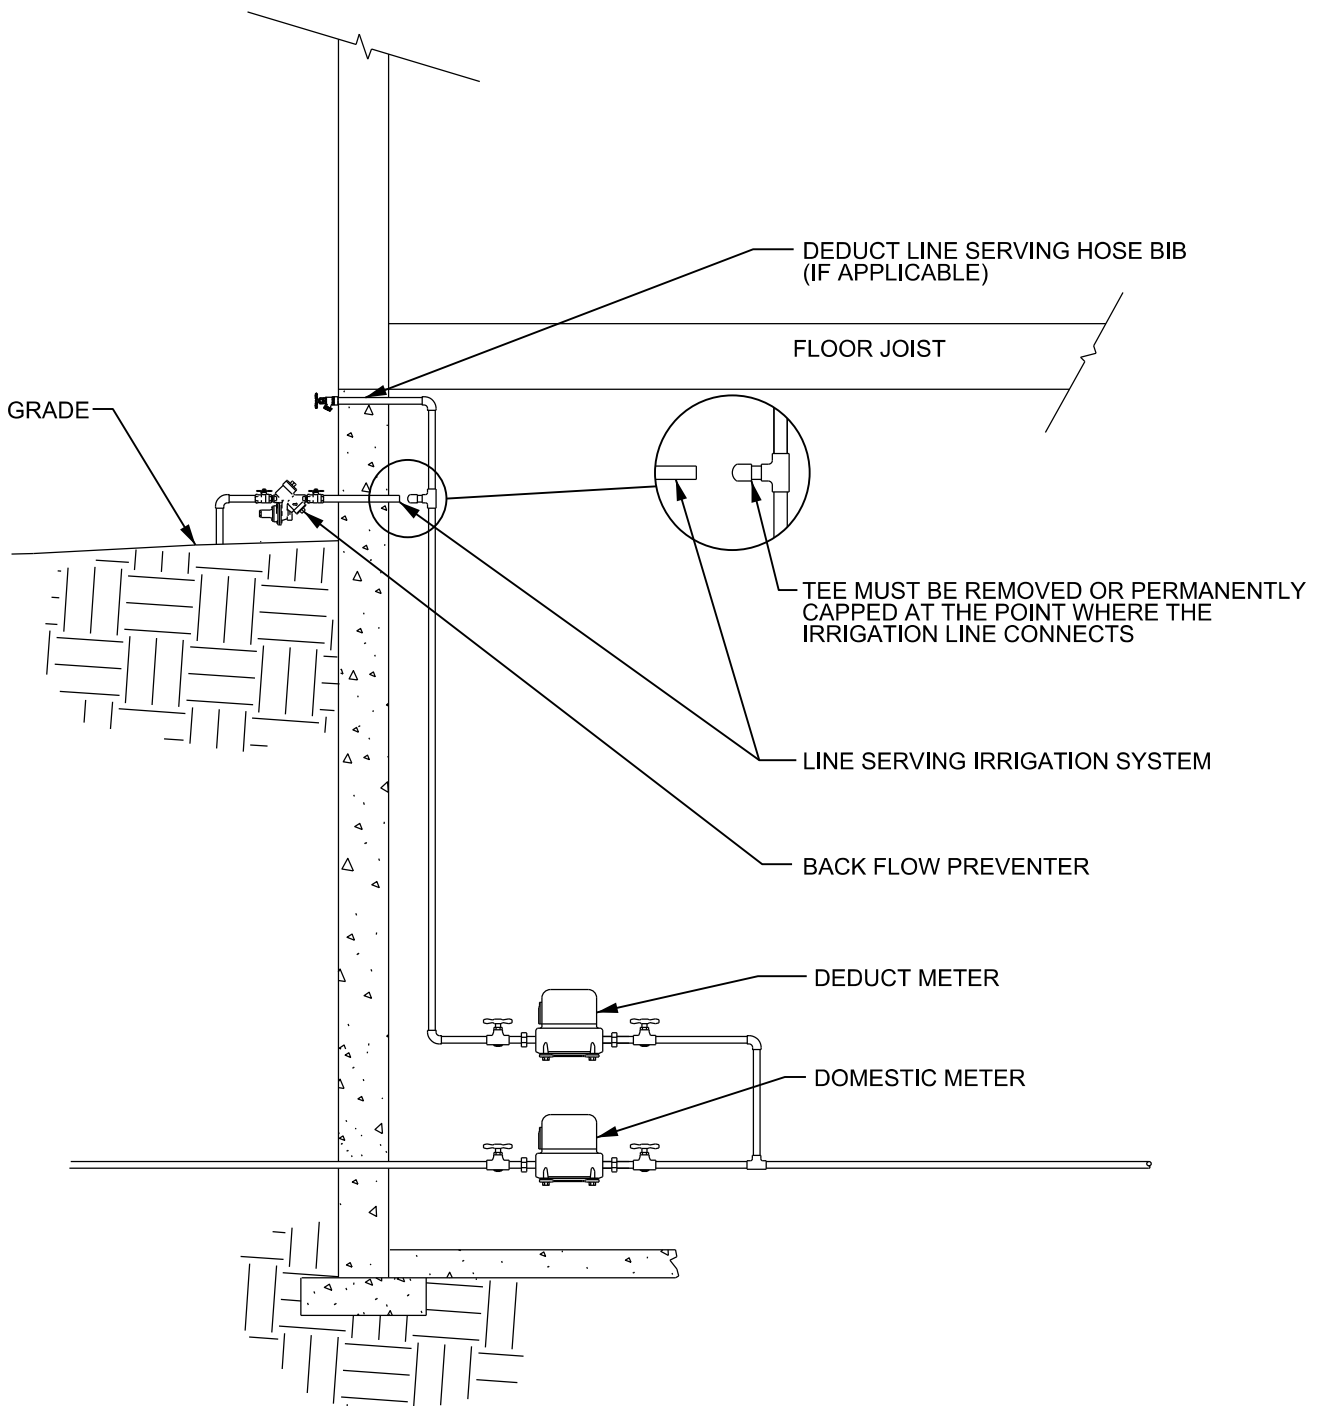 DEDUCT LINE SERVING HOSE BIB
(IF APPLICABLE)
FLOOR JOIST
GRADE
TEE MUST BE REMOVED OR PERMANENTLY
CAPPED AT THE POINT WHERE THE
IRRIGATION LINE CONNECTS
LINE SERVING IRRIGATION SYSTEM
BACK FLOW PREVENTER
DEDUCT METER
DOMESTIC METER